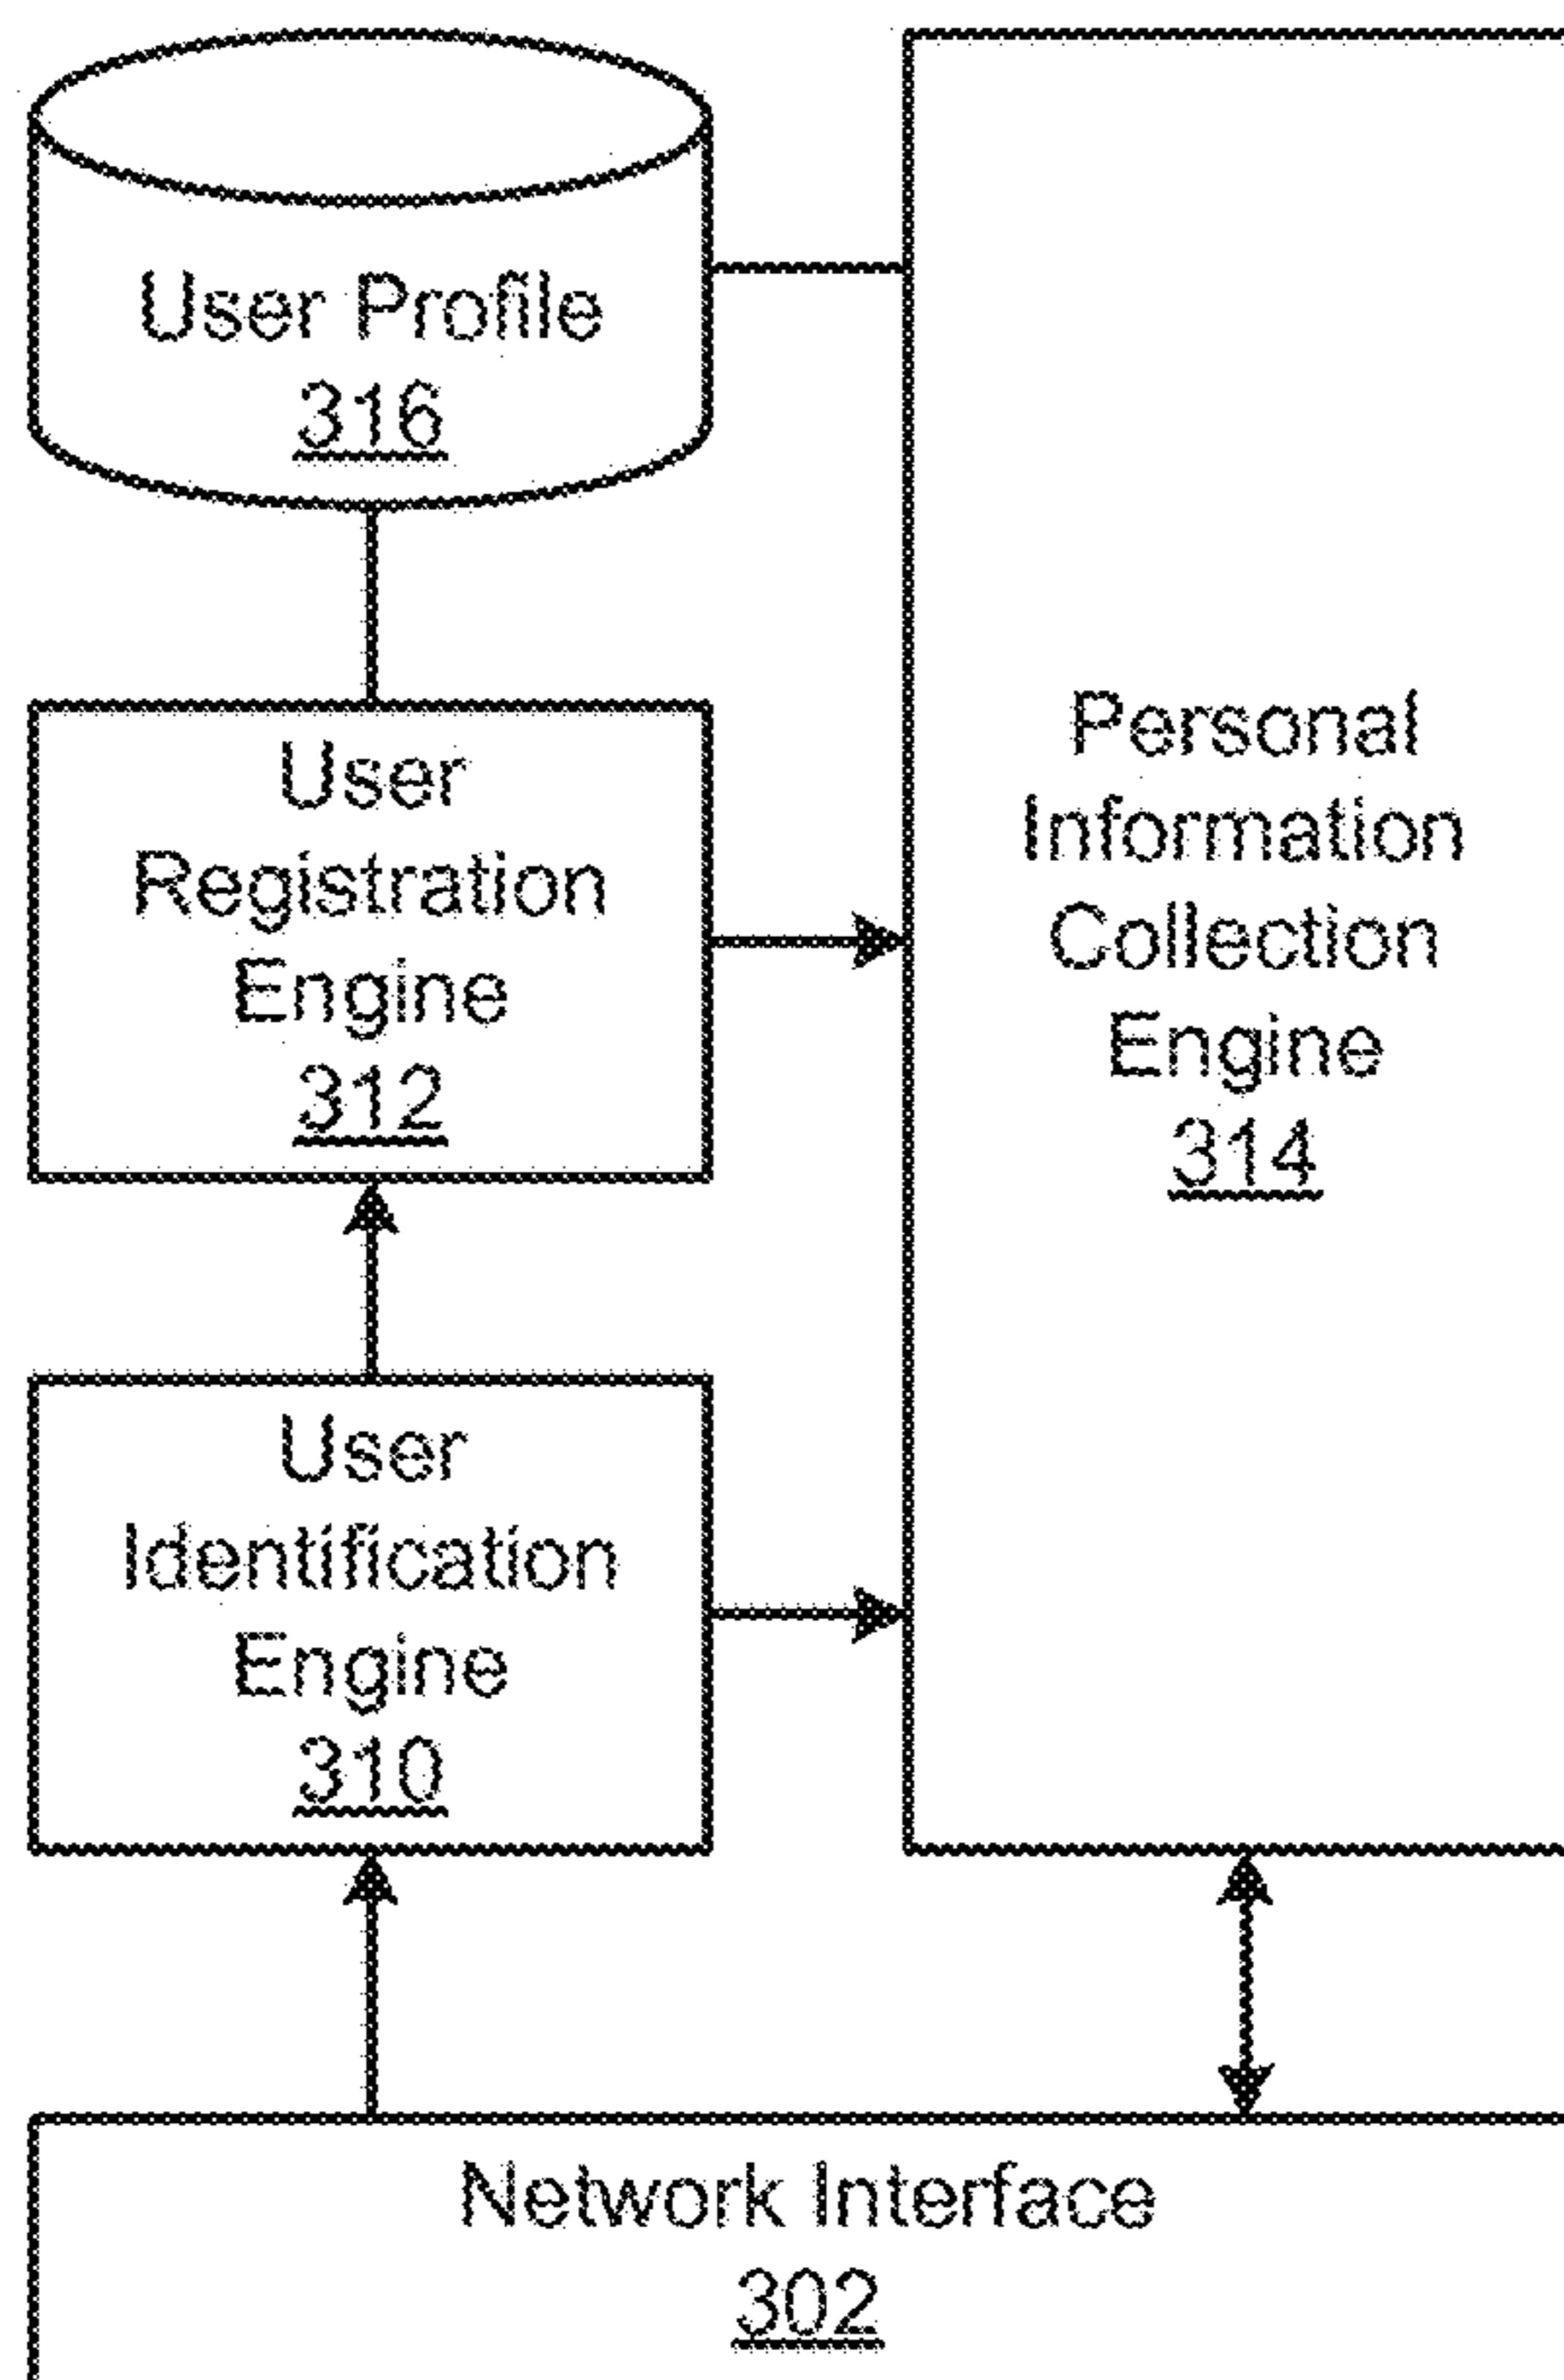 User Profile
316
User
Registration
Engine
312
Personal
Information
Collection
Engine
314
User
Identification
Engine
310
Network Interface
302